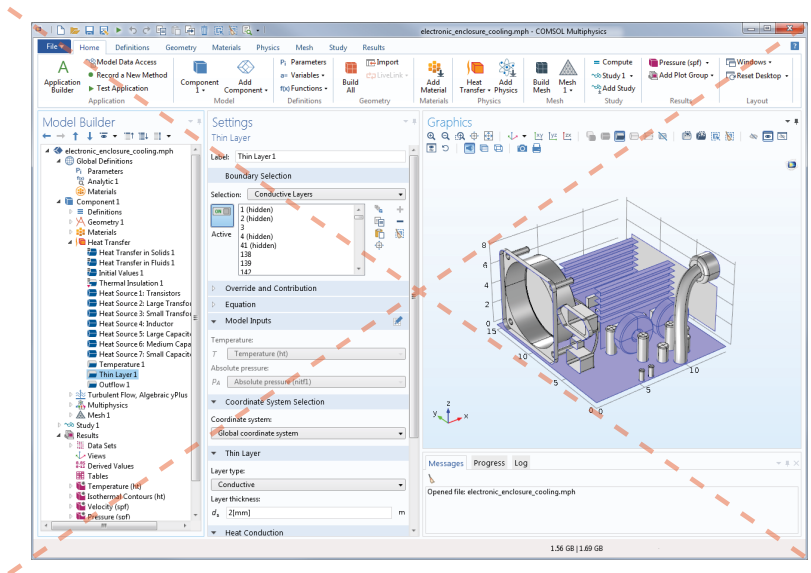 electronic_enclosure_cooling.mph - COMSOL Multiphysics
File Home Definitions Geometry Materials Physics Mesh Study Results
Application Builder
Model Data Access
Record a New Method
Test Application
Application
Component 1
Add Component
Model
Pi Parameters
a= Variables
f(x) Functions
Definitions
Build All
Import
LiveLink
Geometry
Add Material
Materials
Heat Transfer
Add Physics
Physics
Build Mesh
Mesh 1
Mesh
= Compute
Study 1
Add Study
Study
Pressure (spf)
Add Plot Group
Results
Windows
Reset Desktop
Layout
Model Builder
electronic_enclosure_cooling.mph
Global Definitions
Pi Parameters
Analytic 1
Materials
Component 1
Definitions
Geometry 1
Materials
Heat Transfer
Heat Transfer in Solids 1
Heat Transfer in Fluids 1
Initial Values 1
Thermal Insulation 1
Heat Source 1: Transistors
Heat Source 2: Large Transfor
Heat Source 3: Small Transfor
Heat Source 4: Inductor
Heat Source 5: Large Capacit
Heat Source 6: Medium Capa
Heat Source 7: Small Capacit
Temperature 1
Thin Layer 1
Outflow 1
Turbulent Flow, Algebraic yPlus
Multiphysics
Mesh 1
Study 1
Results
Data Sets
Views
Derived Values
Tables
Temperature (ht)
Isothermal Contours (ht)
Velocity (spf)
Pressure (spf)
Settings
Thin Layer
Label: Thin Layer 1
Boundary Selection
Selection: Conductive Layers
Active
1 (hidden)
2 (hidden)
3
4 (hidden)
41 (hidden)
138
139
142
Override and Contribution
Equation
Model Inputs
Temperature:
T Temperature (ht)
Absolute pressure:
pA Absolute pressure (nitf1)
Coordinate System Selection
Coordinate system:
Global coordinate system
Thin Layer
Layer type:
Conductive
Layer thickness:
ds 2[mm] m
Heat Conduction
Graphics
8
6
4
2
0
15
10
5
0
0
5
10
z
y
x
Messages Progress Log
Opened file: electronic_enclosure_cooling.mph
1.56 GB | 1.69 GB